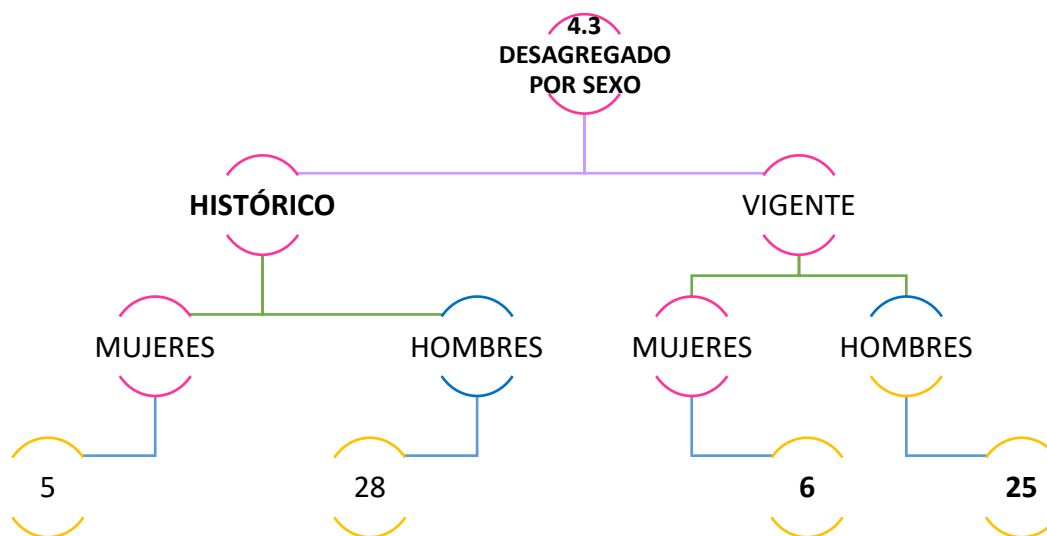 4.3
DESAGREGADO
POR SEXO
HISTÓRICO
VIGENTE
MUJERES
HOMBRES
MUJERES
HOMBRES
5
28
6
25